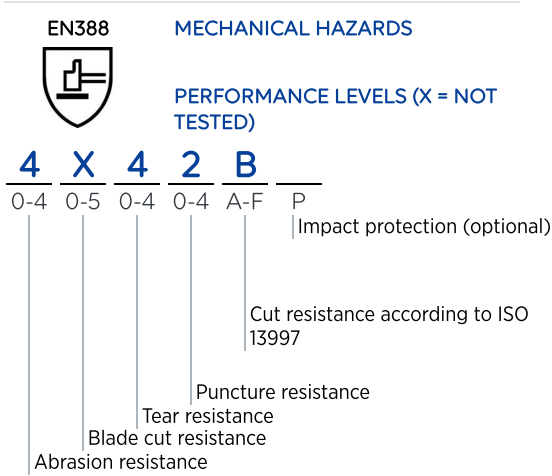 EN388
MECHANICAL HAZARDS
PERFORMANCE LEVELS (X = NOT
TESTED)
4 X 4 2 B
0-4 0-5 0-4 0-4 A-F P
Impact protection (optional)
Cut resistance according to ISO
13997
Puncture resistance
Tear resistance
Blade cut resistance
Abrasion resistance